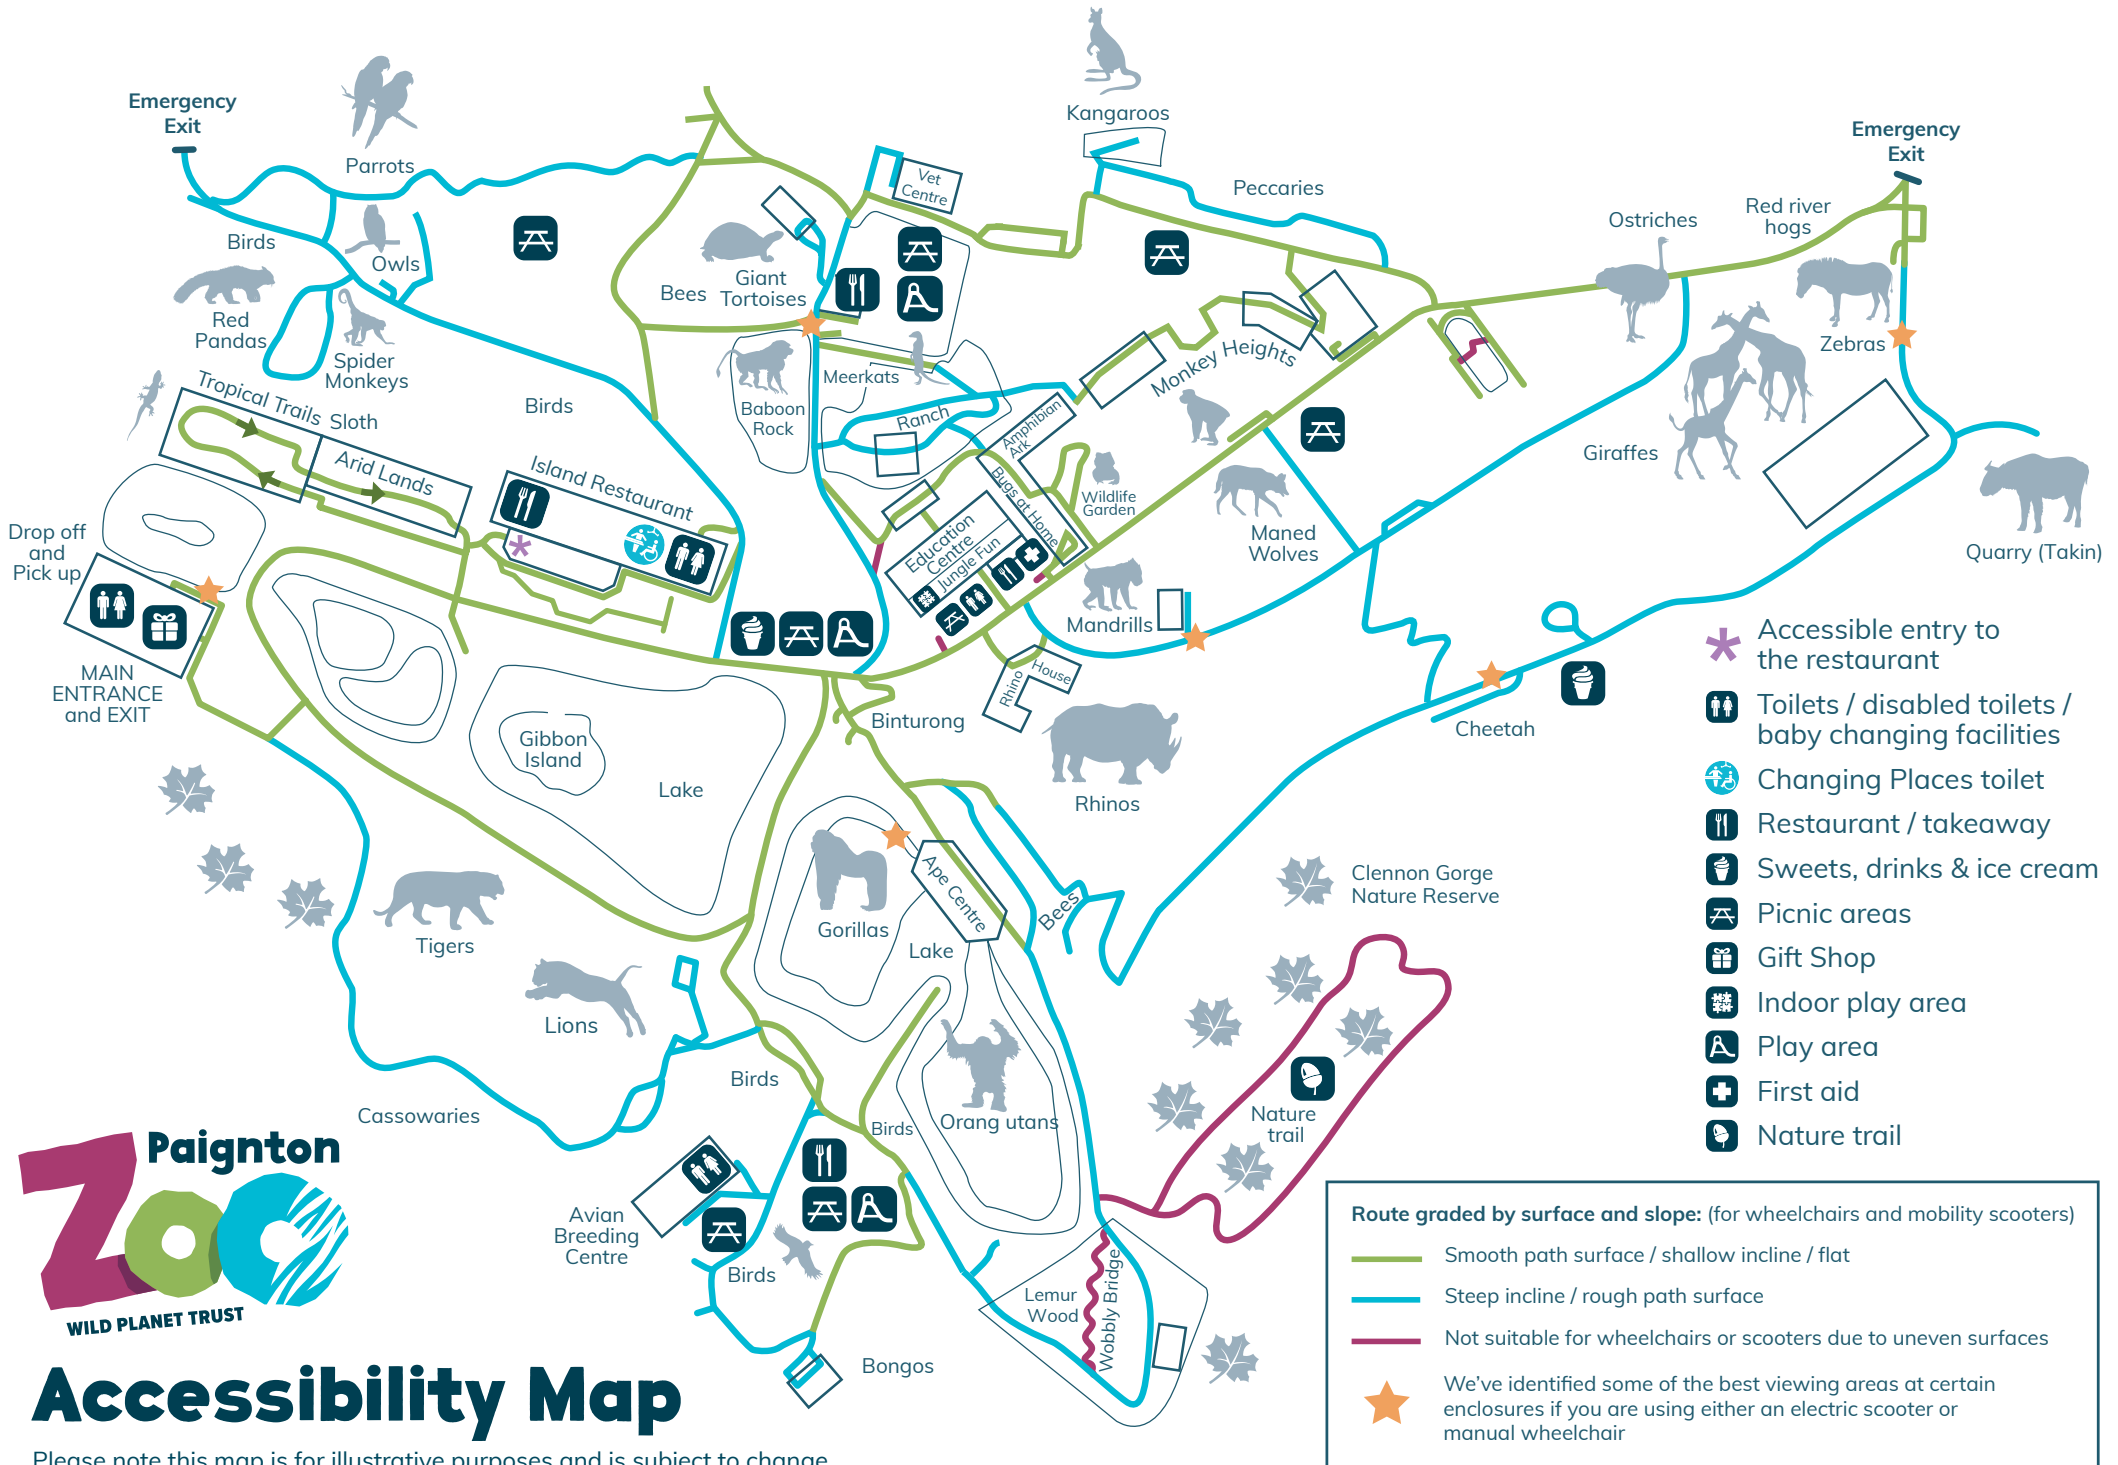 Emergency
Exit
Parrots
Kangaroos
Emergency
Exit
Vet
Centre
Peccaries
Ostriches
Red river
hogs
Birds
Owls
Bees
Giant
Tortoises
Red
Pandas
Spider
Monkeys
Zebras
Meerkats
Monkey Heights
Baboon
Rock
Ranch
Amphibian
Ark
Birds
Tropical Trails
Sloth
Arid Lands
Island Restaurant
Bugs at Home
Wildlife
Garden
Giraffes
Maned
Wolves
Quarry (Takin)
Drop off
and
Pick up
Education
Centre
Jungle Fun
Mandrills
MAIN
ENTRANCE
and EXIT
Rhino
House
Binturong
Gibbon
Island
Lake
Cheetah
Rhinos
Accessible entry to
the restaurant
Toilets / disabled toilets /
baby changing facilities
Changing Places toilet
Restaurant / takeaway
Sweets, drinks & ice cream
Picnic areas
Gift Shop
Indoor play area
Play area
First aid
Nature trail
Clennon Gorge
Nature Reserve
Ape Centre
Bees
Gorillas
Lake
Tigers
Lions
Birds
Cassowaries
Birds
Orang utans
Nature
trail
Avian
Breeding
Centre
Birds
Lemur
Wood
Wobbly Bridge
Bongos
Paignton
ZOO
WILD PLANET TRUST
Accessibility Map
Please note this map is for illustrative purposes and is subject to change
Route graded by surface and slope: (for wheelchairs and mobility scooters)
Smooth path surface / shallow incline / flat
Steep incline / rough path surface
Not suitable for wheelchairs or scooters due to uneven surfaces
We've identified some of the best viewing areas at certain
enclosures if you are using either an electric scooter or
manual wheelchair